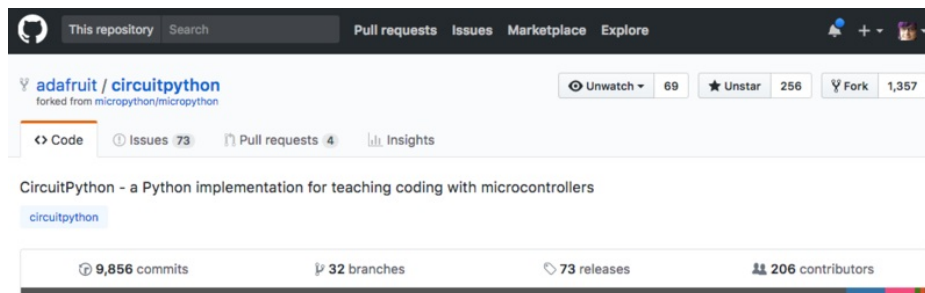 This repository Search Pull requests Issues Marketplace Explore
adafruit / circuitpython Unwatch 69 Unstar 256 Fork 1,357
forked from micropython/micropython
<> Code Issues 73 Pull requests 4 Insights
CircuitPython - a Python implementation for teaching coding with microcontrollers
circuitpython
9,856 commits 32 branches 73 releases 206 contributors